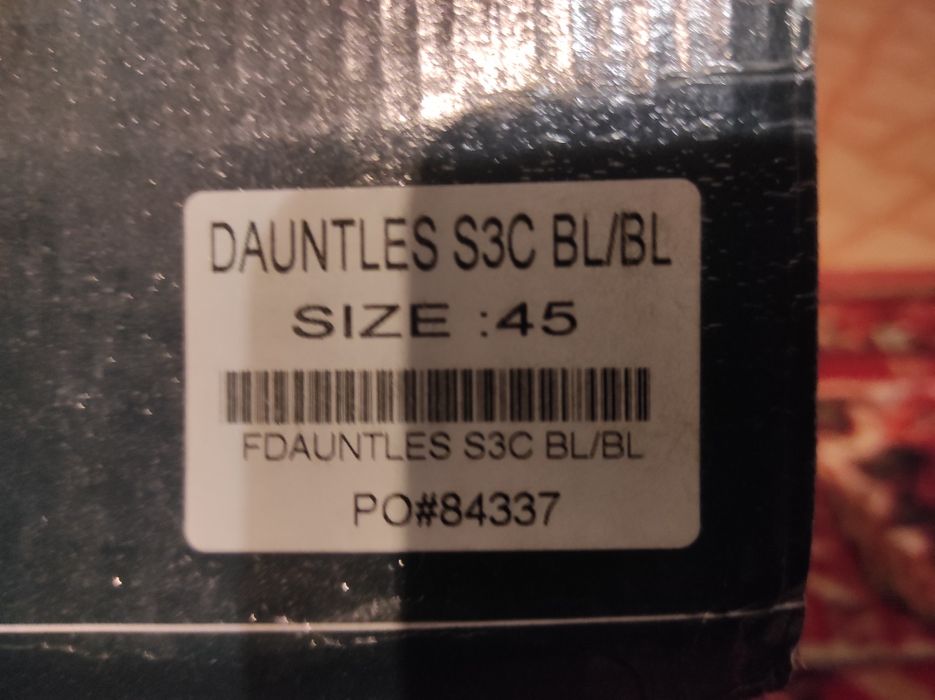 DAUNTLES S3C BL/BL
SIZE :45
FDAUNTLES S3C BL/BL
PO#84337